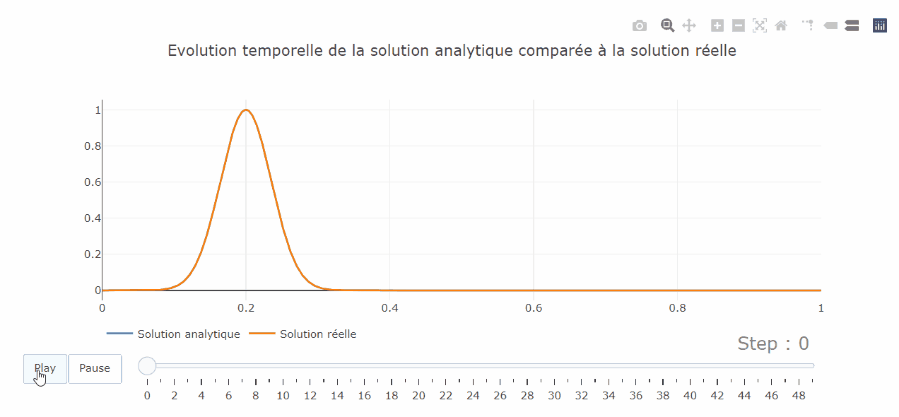 Evolution temporelle de la solution analytique comparée à la solution réelle
1
0.8
0.6
0.4
0.2
0
0 0.2 0.4 0.6 0.8 1
Solution analytique Solution réelle
Step : 0
Play Pause
0 2 4 6 8 10 12 14 16 18 20 22 24 26 28 30 32 34 36 38 40 42 44 46 48